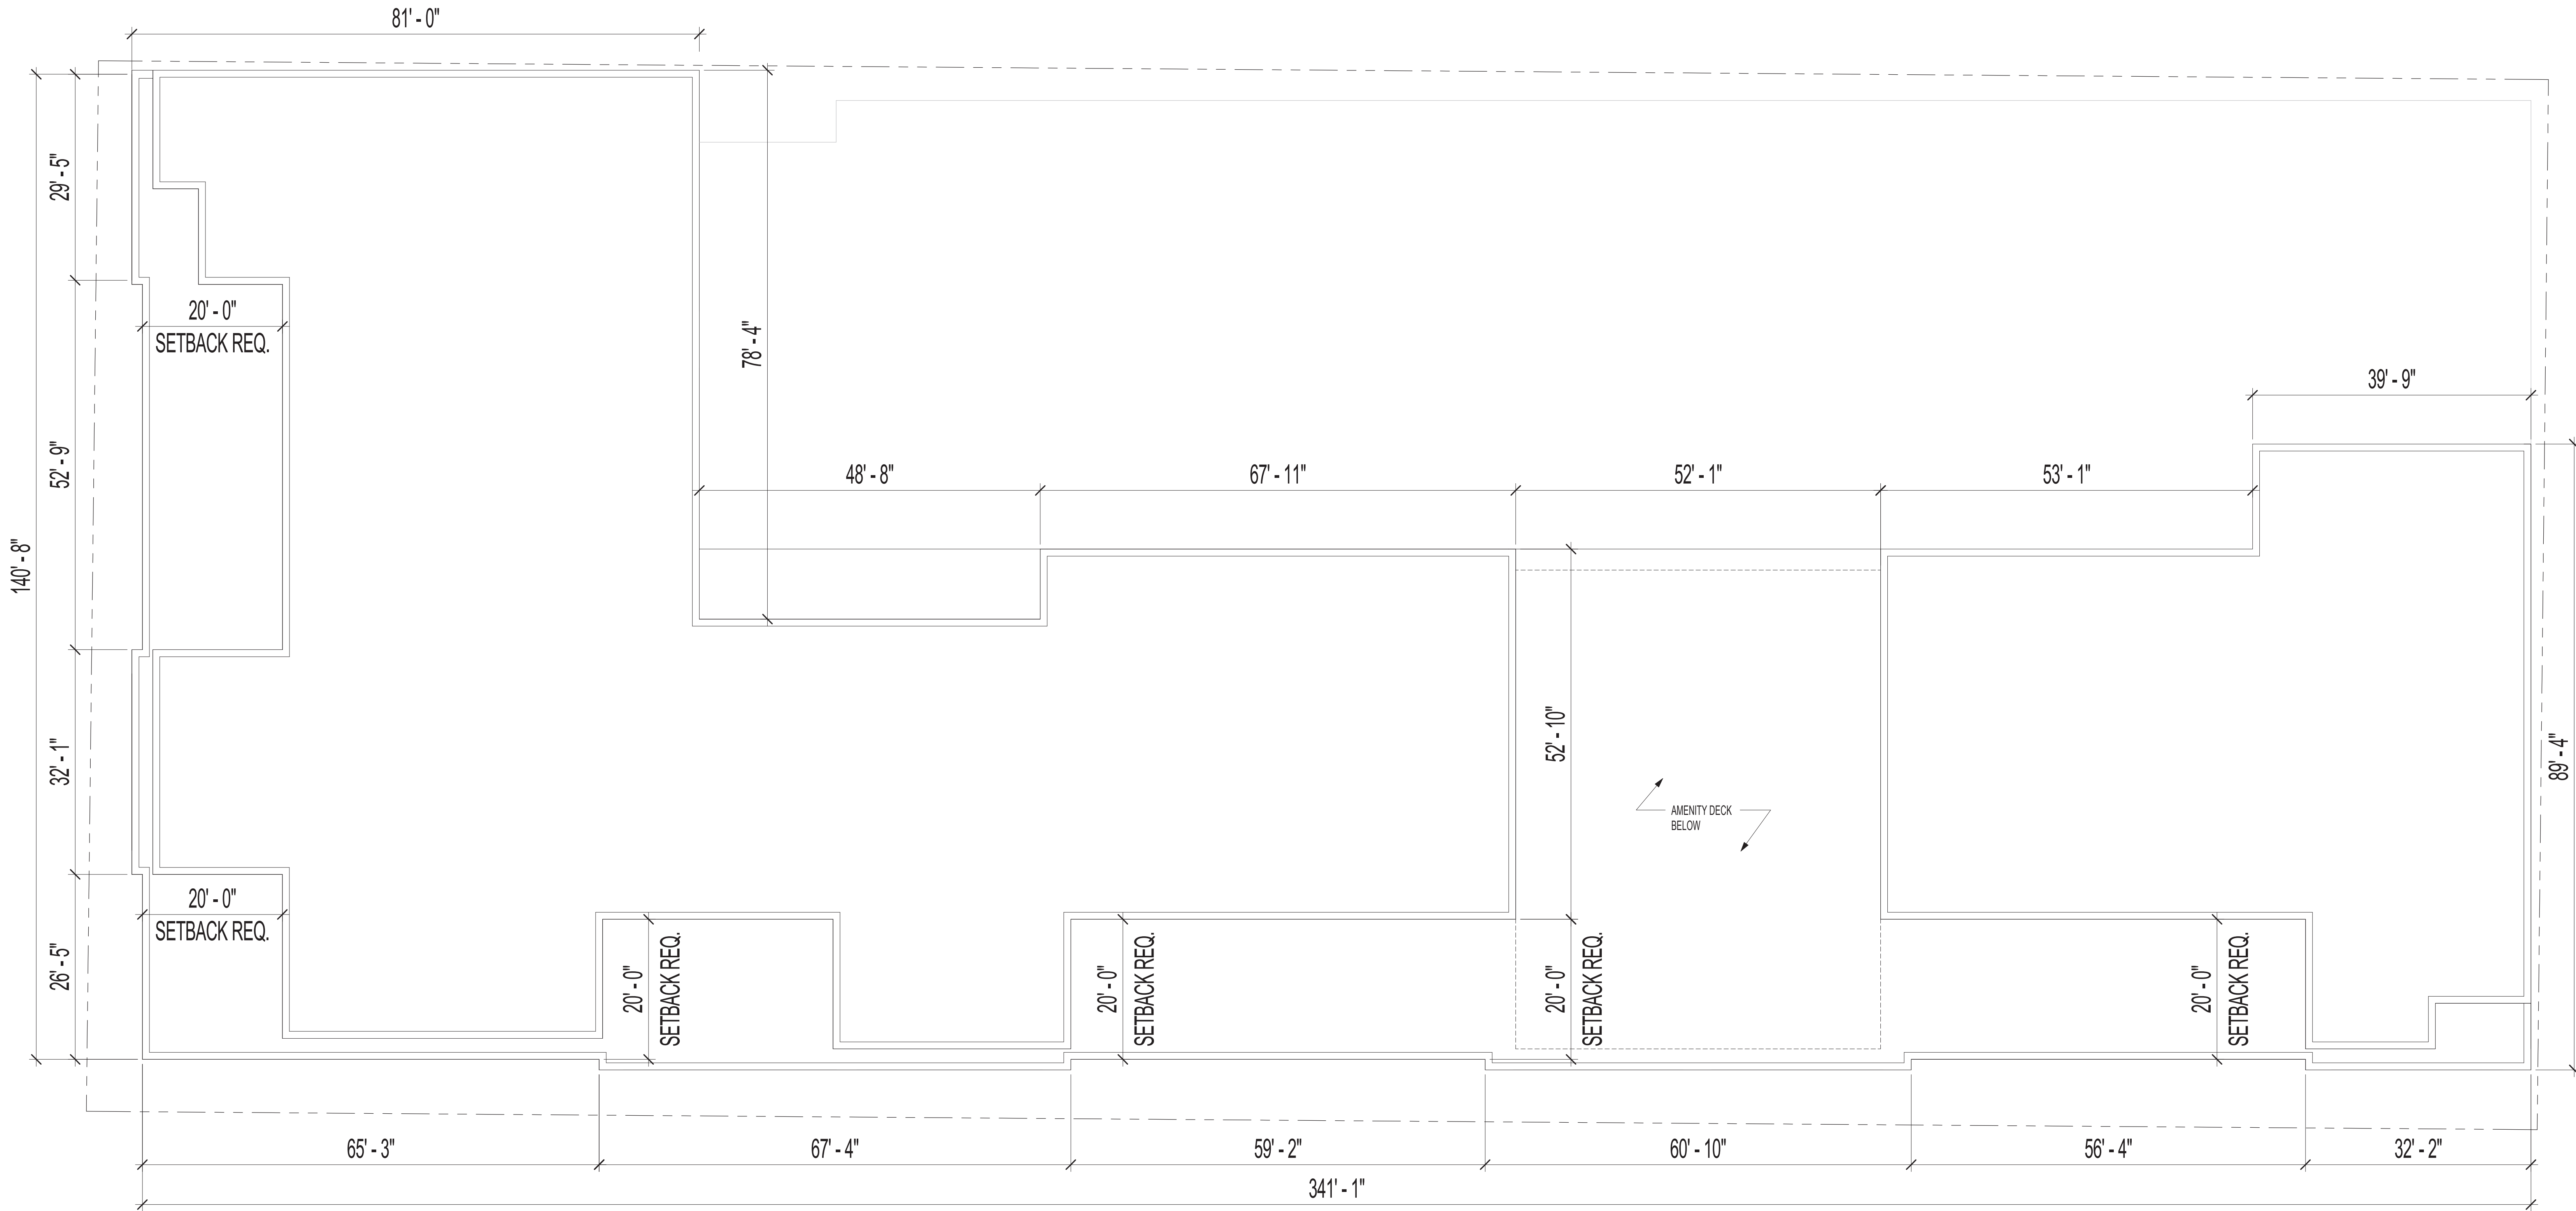 81' - 0"
29' - 5"
20' - 0"
SETBACK REQ.
78' - 4"
39' - 9"
52' - 9"
48' - 8"
67' - 11"
52' - 1"
53' - 1"
140' - 8"
52' - 10"
32' - 1"
89' - 4"
AMENITY DECK
BELOW
20' - 0"
SETBACK REQ.
26' - 5"
20' - 0"
SETBACK REQ.
20' - 0"
SETBACK REQ.
20' - 0"
SETBACK REQ.
20' - 0"
SETBACK REQ.
65' - 3"
67' - 4"
59' - 2"
60' - 10"
56' - 4"
32' - 2"
341' - 1"